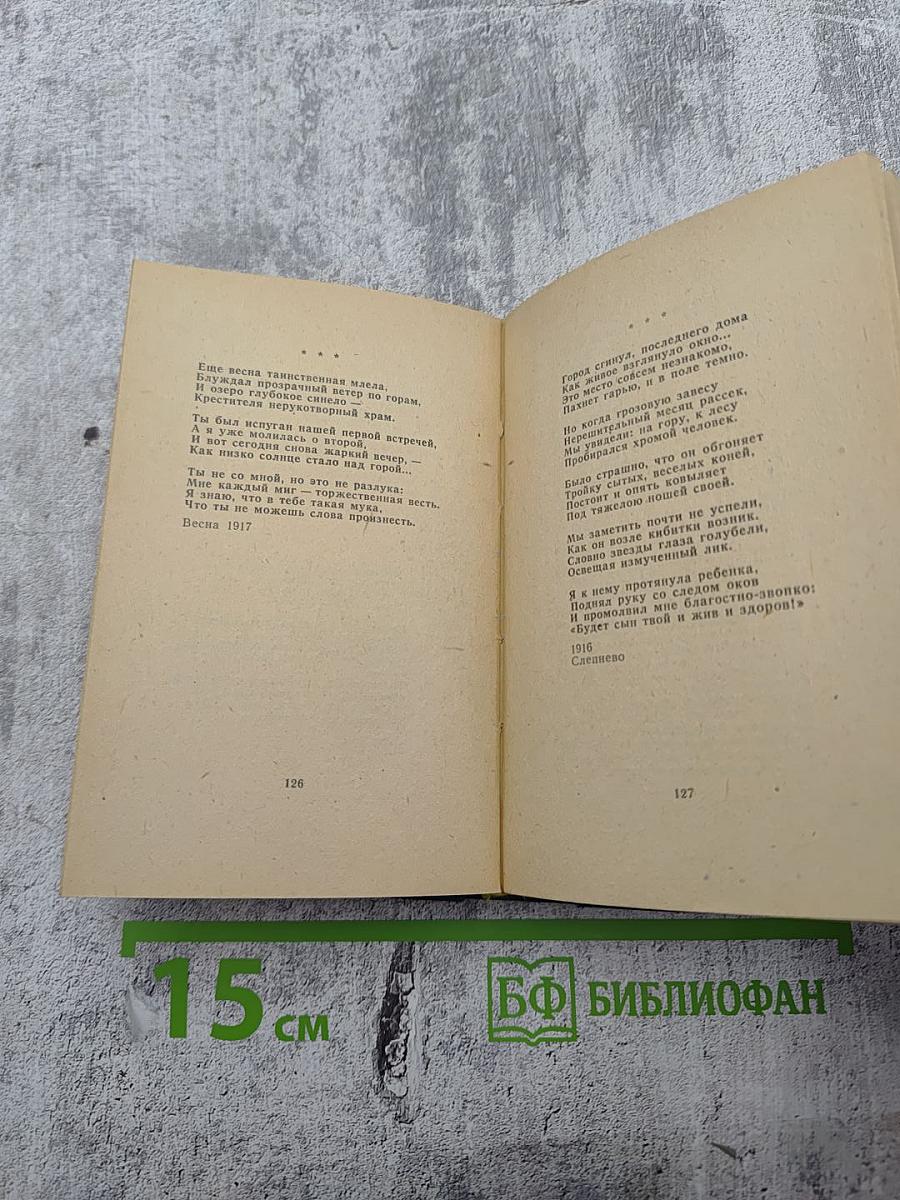 * * *
Еще весна таинственная млела,
Блуждал прозрачный ветер по горам,
И озеро глубокое синело —
Крестителя нерукотворный храм.
Ты был испуган нашей первой встречей,
А я уже молилась о второй,
И вот сегодня снова жаркий вечер, —
Как низко солнце стало над горой...
Ты не со мной, но это не разлука:
Мне каждый миг — торжественная весть.
Я знаю, что в тебе такая мука,
Что ты не можешь слова произнесть.
Весна 1917
126
* * *
Город сгинул, последнего дома
Как живое взглянуло окно...
Это место совсем незнакомо,
Пахнет гарью, и в поле темно.
Но когда грозовую завесу
Нерешительный месяц рассек,
Мы увидели: на гору, к лесу
Пробирался хромой человек.
Было страшно, что он обгоняет
Тройку сытых, веселых коней,
Постоит и опять ковыляет
Под тяжелою ношей своей.
Мы заметить почти не успели,
Как он возле кибитки возник.
Словно звезды глаза голубели,
Освещая измученный лик.
Я к нему протянула ребенка,
Поднял руку со следом оков
И промолвил мне благостно-звонко:
«Будет сын твой и жив и здоров!»
1916
Слепнево
127
15 см
БФ БИБЛИОФАН